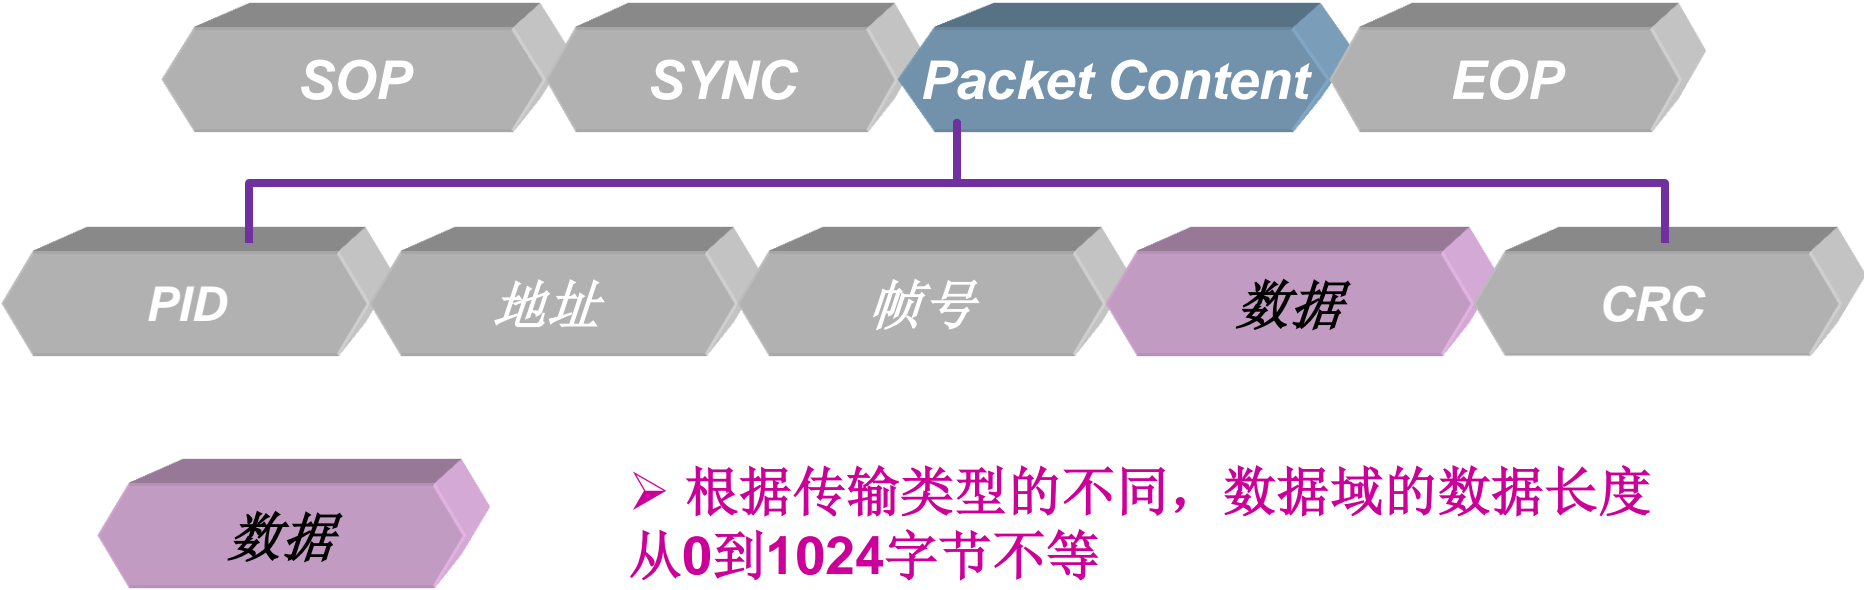 SOP SYNC Packet Content EOP
PID 地址 帧号 数据 CRC
数据
➢ 根据传输类型的不同，数据域的数据长度
从0到1024字节不等